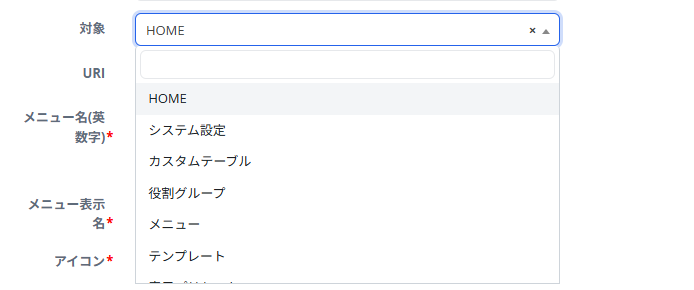 対象
HOME
×
URI
HOME
メニュー名(英
数字)*
システム設定
カスタムテーブル
役割グループ
メニュー表示
名*
メニュー
アイコン*
テンプレート